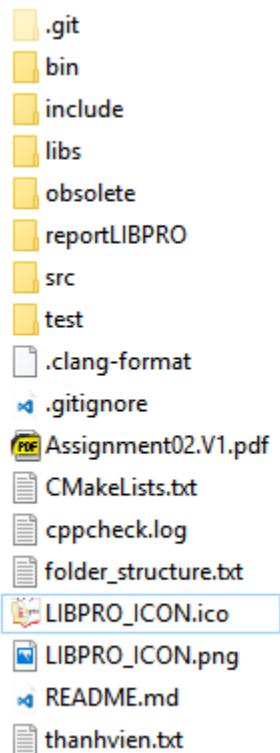 .git
bin
include
libs
obsolete
reportLIBPRO
src
test
.clang-format
.gitignore
PDF Assignment02.V1.pdf
CMakeLists.txt
cppcheck.log
folder_structure.txt
LIBPRO_ICON.ico
LIBPRO_ICON.png
README.md
thanhvien.txt